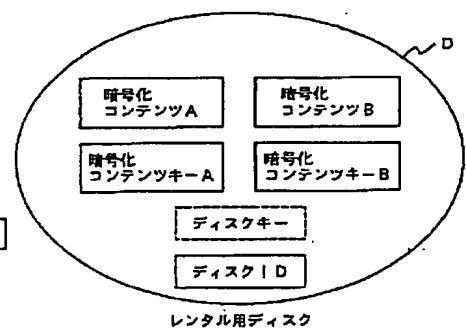 D
暗号化
コンテンツA
暗号化
コンテンツB
暗号化
コンテンツキーA
暗号化
コンテンツキーB
ディスクキー
ディスクID
レンタル用ディスク